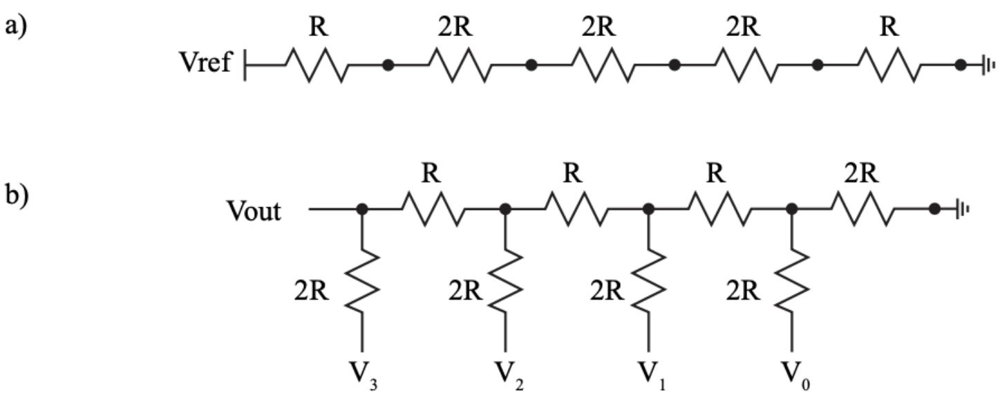 a)
R 2R 2R 2R R
Vref
b)
R R R 2R
Vout
2R 2R 2R 2R
V₃ V₂ V₁ V₀